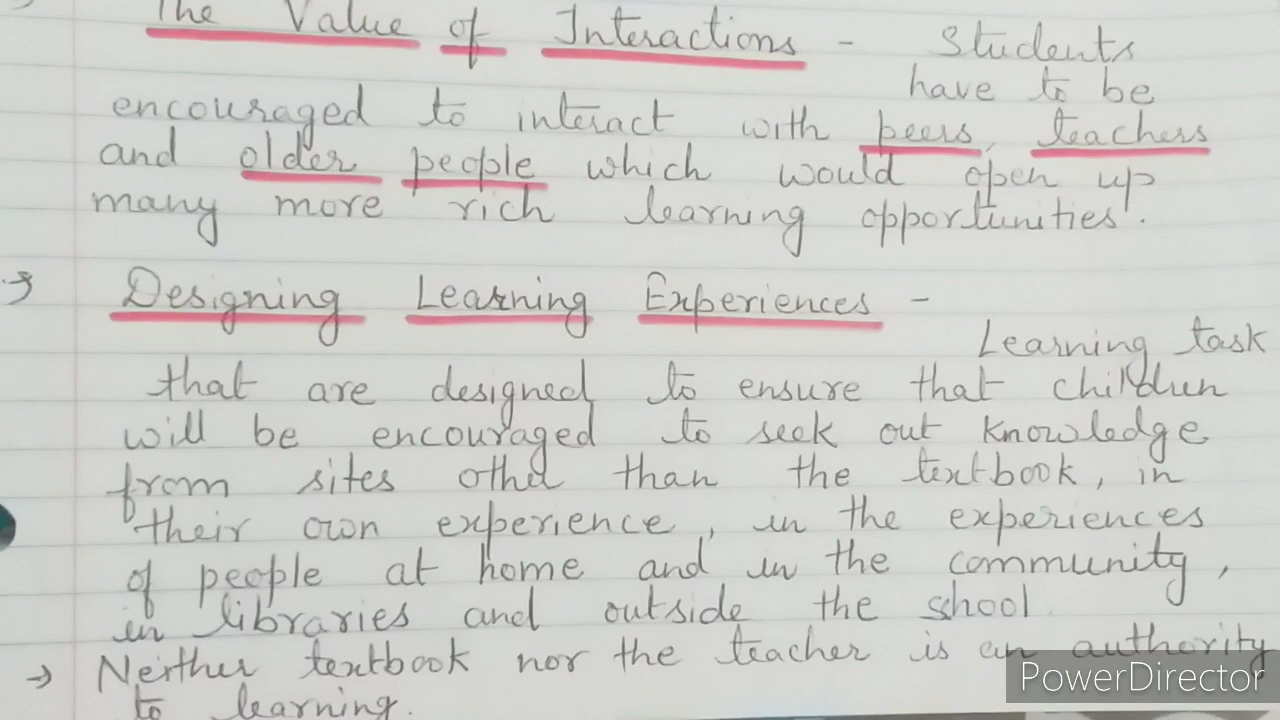 The Value of Interactions - Students
have to be
encouraged to interact with peers, teachers
and older people which would open up
many more rich learning opportunities.
→ Designing Learning Experiences -
Learning task
that are designed to ensure that children
will be encouraged to seek out knowledge
from sites other than the textbook, in
their own experience, in the experiences
of people at home and in the community,
in libraries and outside the school
→ Neither textbook nor the teacher is an authority
to learning.
PowerDirector